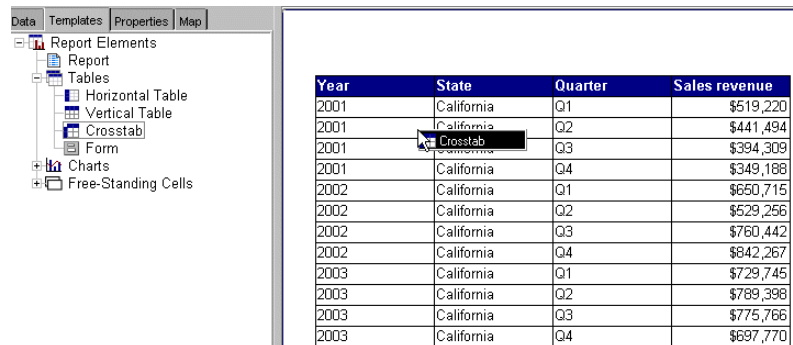 Data Templates Properties Map
Report Elements
Report
Tables
Horizontal Table
Vertical Table
Crosstab
Form
Charts
Free-Standing Cells
Year State Quarter Sales revenue
2001 California Q1 $519,220
2001 California Q2 $441,494
Crosstab
2001 California Q3 $394,309
2001 California Q4 $349,188
2002 California Q1 $650,715
2002 California Q2 $529,256
2002 California Q3 $760,442
2002 California Q4 $842,267
2003 California Q1 $729,745
2003 California Q2 $789,398
2003 California Q3 $775,766
2003 California Q4 $697,770